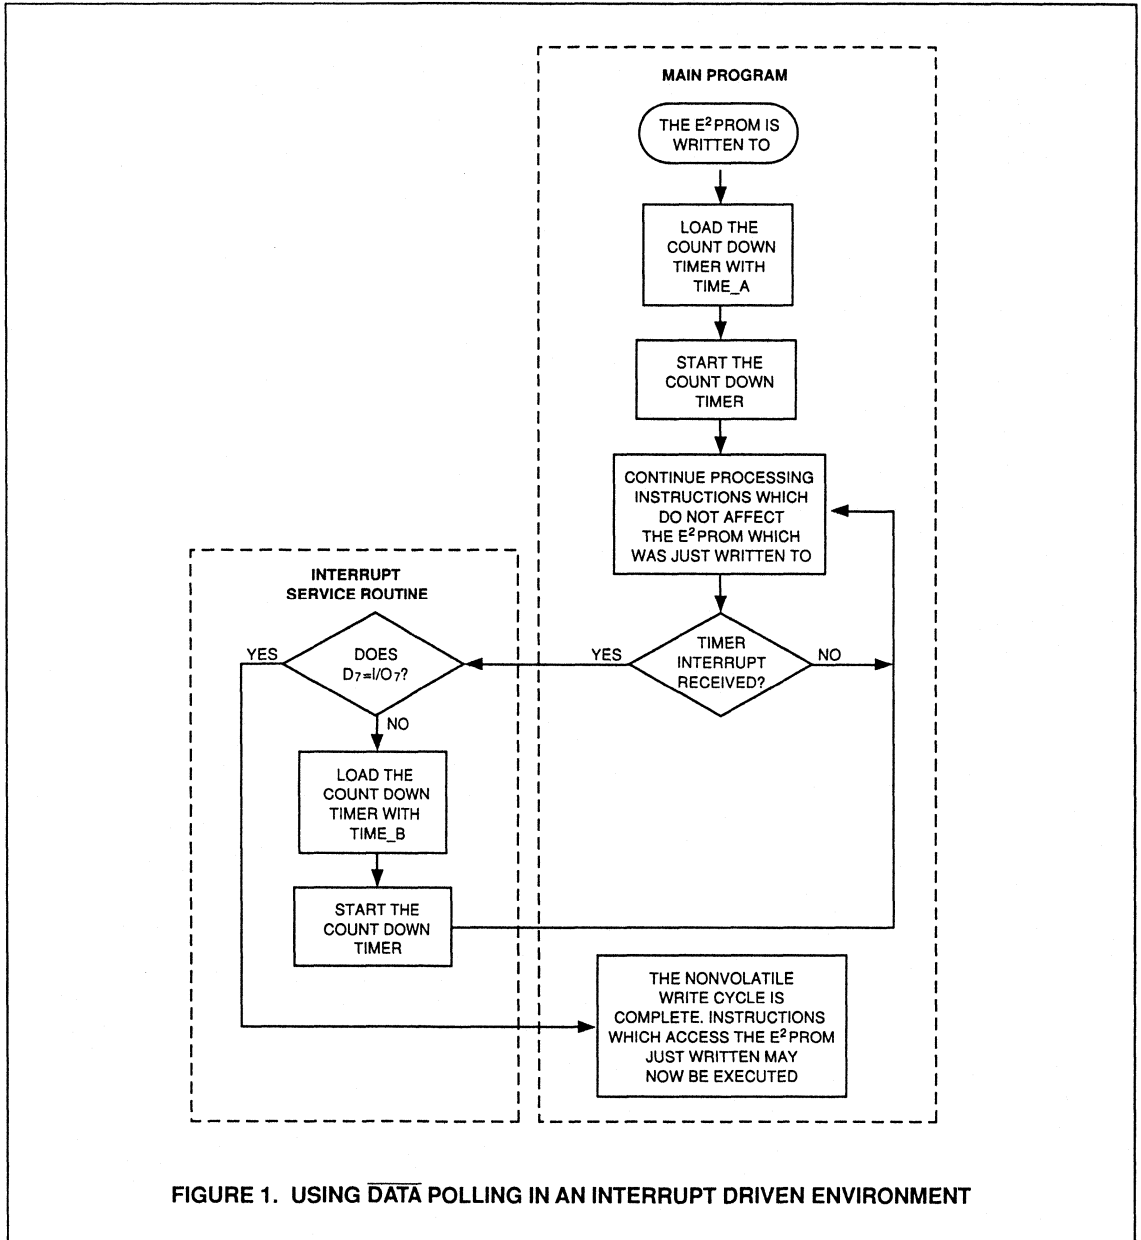 MAIN PROGRAM
THE E²PROM IS
WRITTEN TO
LOAD THE
COUNT DOWN
TIMER WITH
TIME_A
START THE
COUNT DOWN
TIMER
CONTINUE PROCESSING
INSTRUCTIONS WHICH
DO NOT AFFECT
THE E²PROM WHICH
WAS JUST WRITTEN TO
TIMER
INTERRUPT
RECEIVED?
YES
NO
INTERRUPT
SERVICE ROUTINE
DOES
D₇=I/O₇?
YES
NO
LOAD THE
COUNT DOWN
TIMER WITH
TIME_B
START THE
COUNT DOWN
TIMER
THE NONVOLATILE
WRITE CYCLE IS
COMPLETE. INSTRUCTIONS
WHICH ACCESS THE E²PROM
JUST WRITTEN MAY
NOW BE EXECUTED
FIGURE 1. USING D̅A̅T̅A̅ POLLING IN AN INTERRUPT DRIVEN ENVIRONMENT